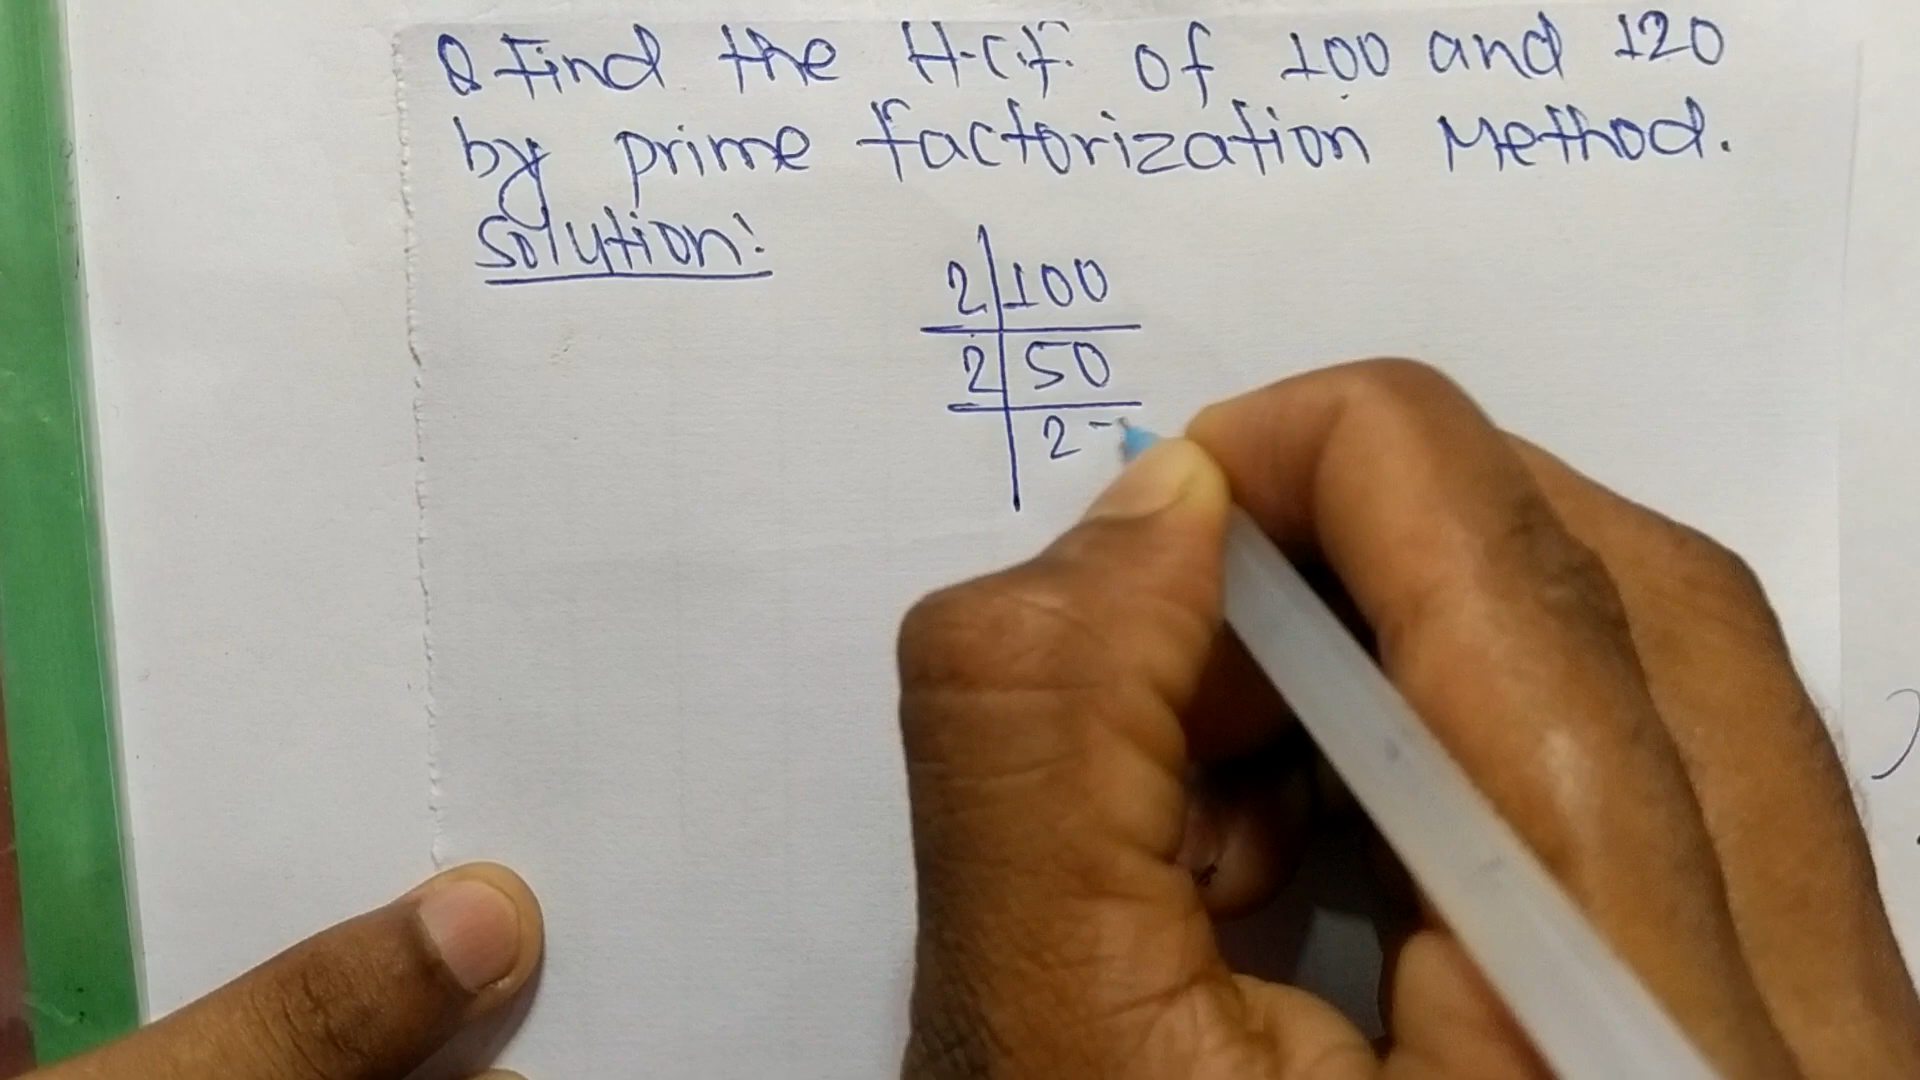 Q Find the H.C.F. of 100 and 120
by prime factorization Method.
Solution:
2 100
2 50
2